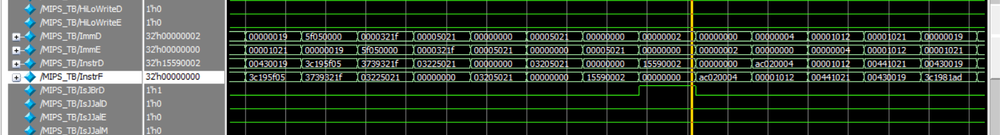 /MIPS_TB/HiLoWriteD 1'h0
/MIPS_TB/HiLoWriteE 1'h0
/MIPS_TB/ImmD 32'h00000002 00000019 5f050000 0000321f 00005021 00000000 00005021 00000000 00000002 00000000 00000004 00001012 00001021 00000019
/MIPS_TB/ImmE 32'h00000000 00001021 00000019 5f050000 0000321f 00005021 00000000 00005021 00000000 00000002 00000000 00000004 00001012 00001021
/MIPS_TB/InstrD 32'h15590002 00430019 3c195f05 3739321f 03225021 00000000 03205021 00000000 15590002 00000000 ac020004 00001012 00441021 00430019
/MIPS_TB/InstrF 32'h00000000 3c195f05 3739321f 03225021 00000000 03205021 00000000 15590002 00000000 ac020004 00001012 00441021 00430019 3c1981ad
/MIPS_TB/IsJBrD 1'h1
/MIPS_TB/IsJJalD 1'h0
/MIPS_TB/IsJJalE 1'h0
/MIPS_TB/IsJJalM 1'h0